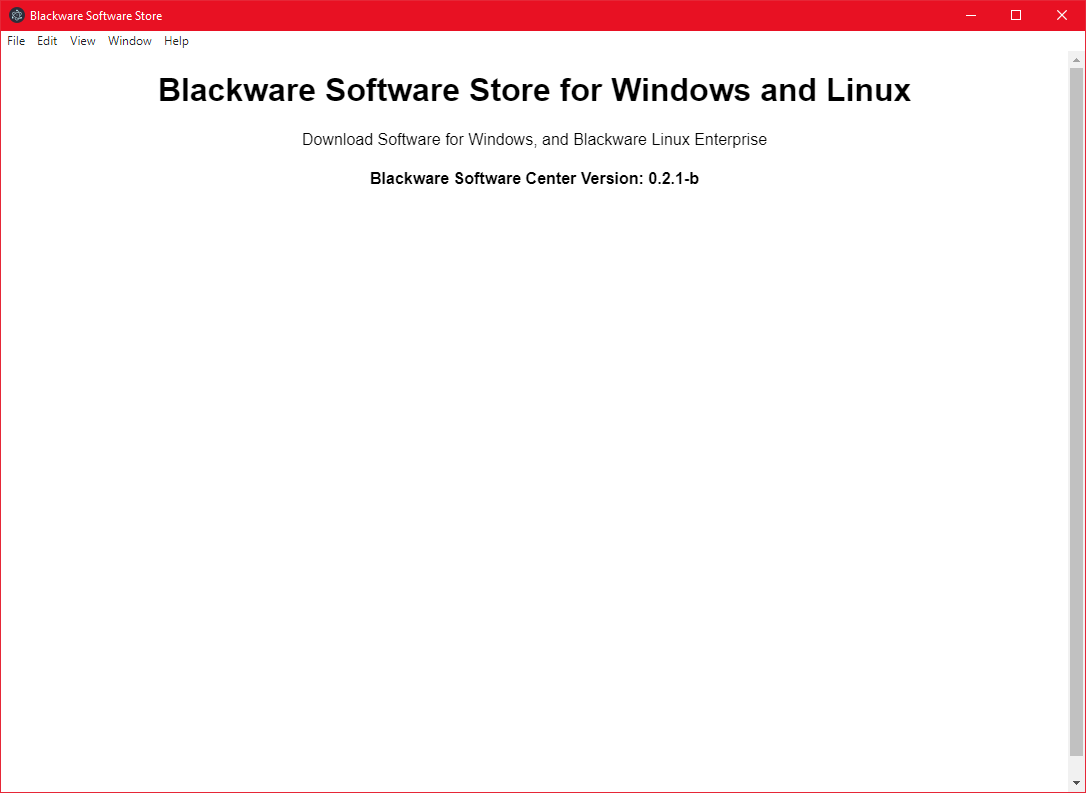 Blackware Software Store
File Edit View Window Help
Blackware Software Store for Windows and Linux
Download Software for Windows, and Blackware Linux Enterprise
Blackware Software Center Version: 0.2.1-b